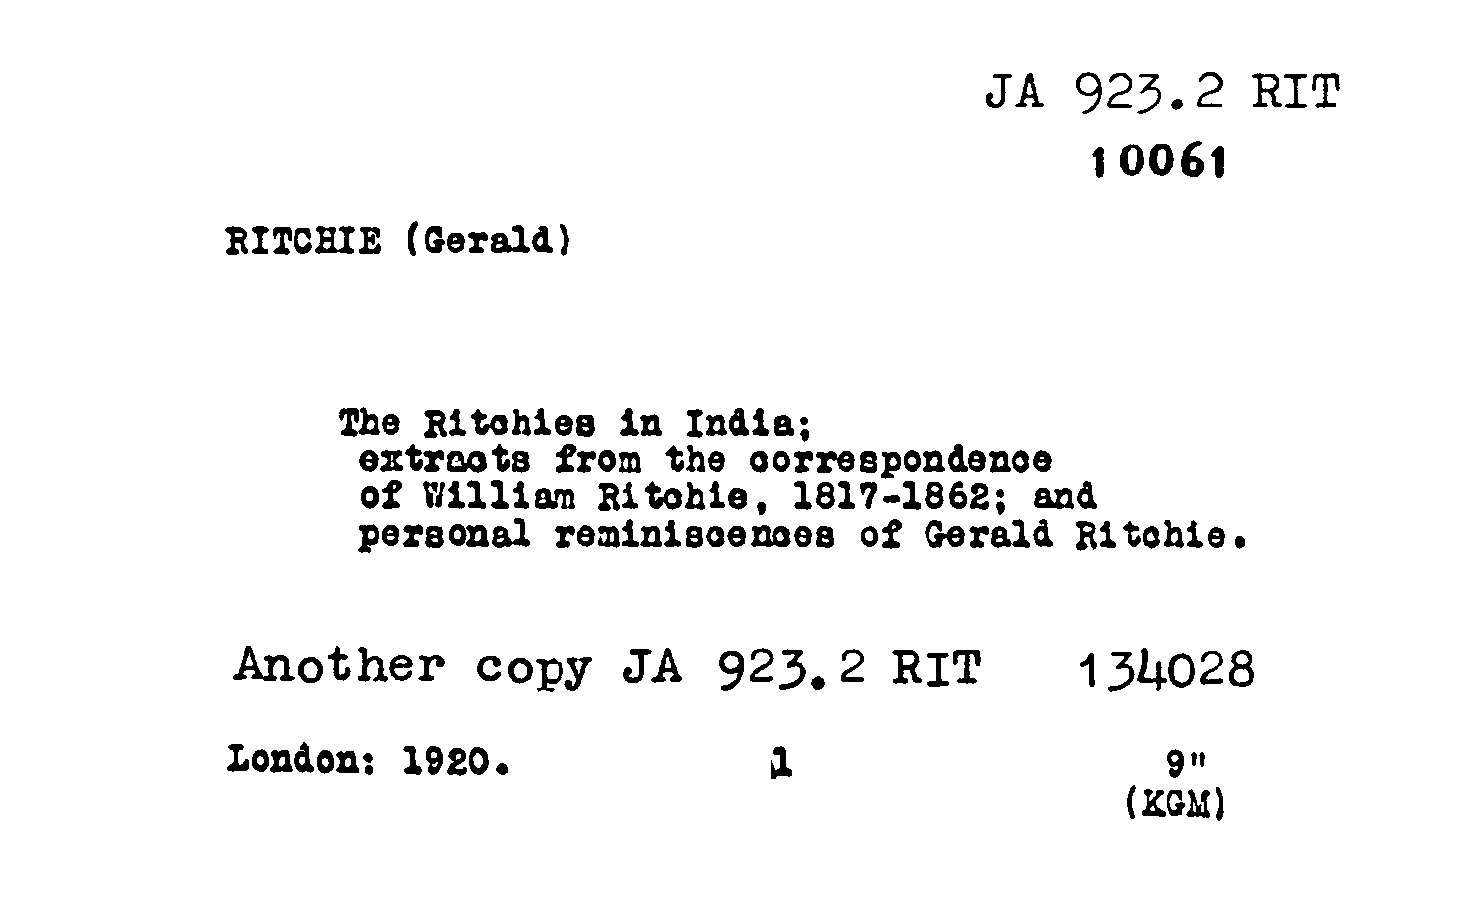 JA 923.2 RIT
10061
RITCHIE (Gerald)
The Ritchies in India;
extracts from the correspondence
of William Ritchie, 1817-1862; and
personal reminiscences of Gerald Ritchie.
Another copy JA 923.2 RIT 134028
London: 1920. 1 9"
(KGM)